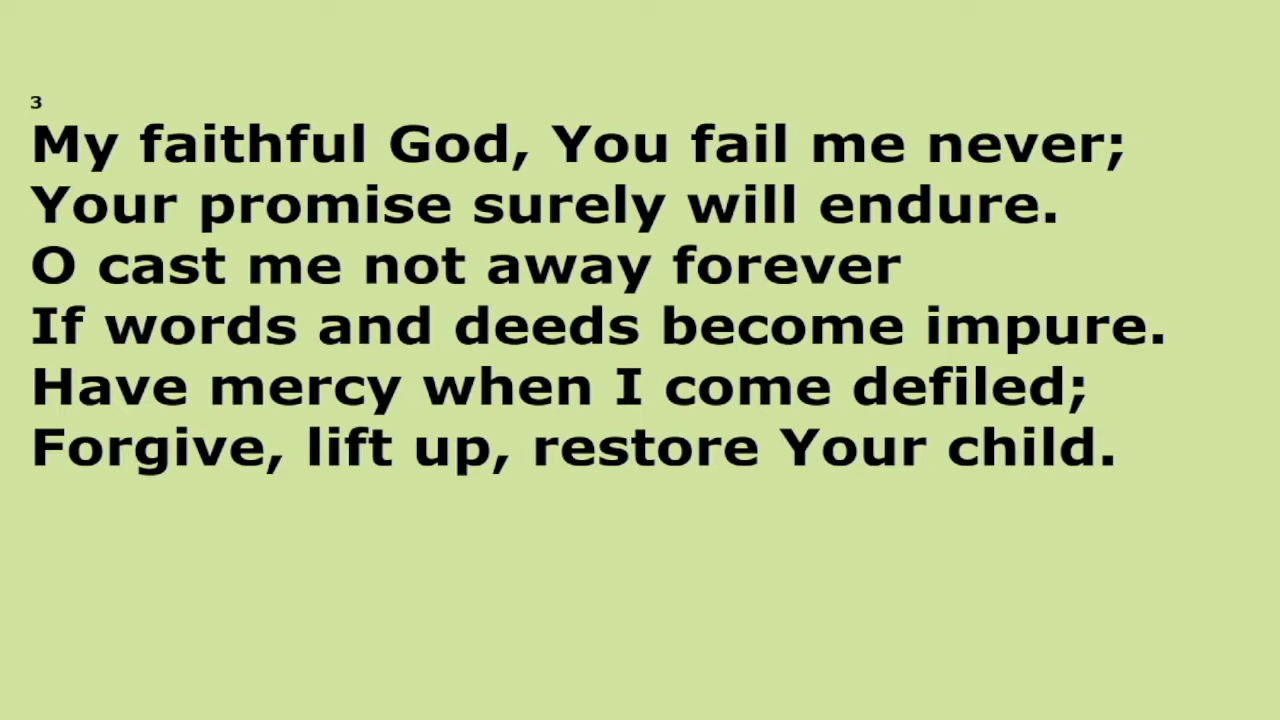 3
My faithful God, You fail me never;
Your promise surely will endure.
O cast me not away forever
If words and deeds become impure.
Have mercy when I come defiled;
Forgive, lift up, restore Your child.